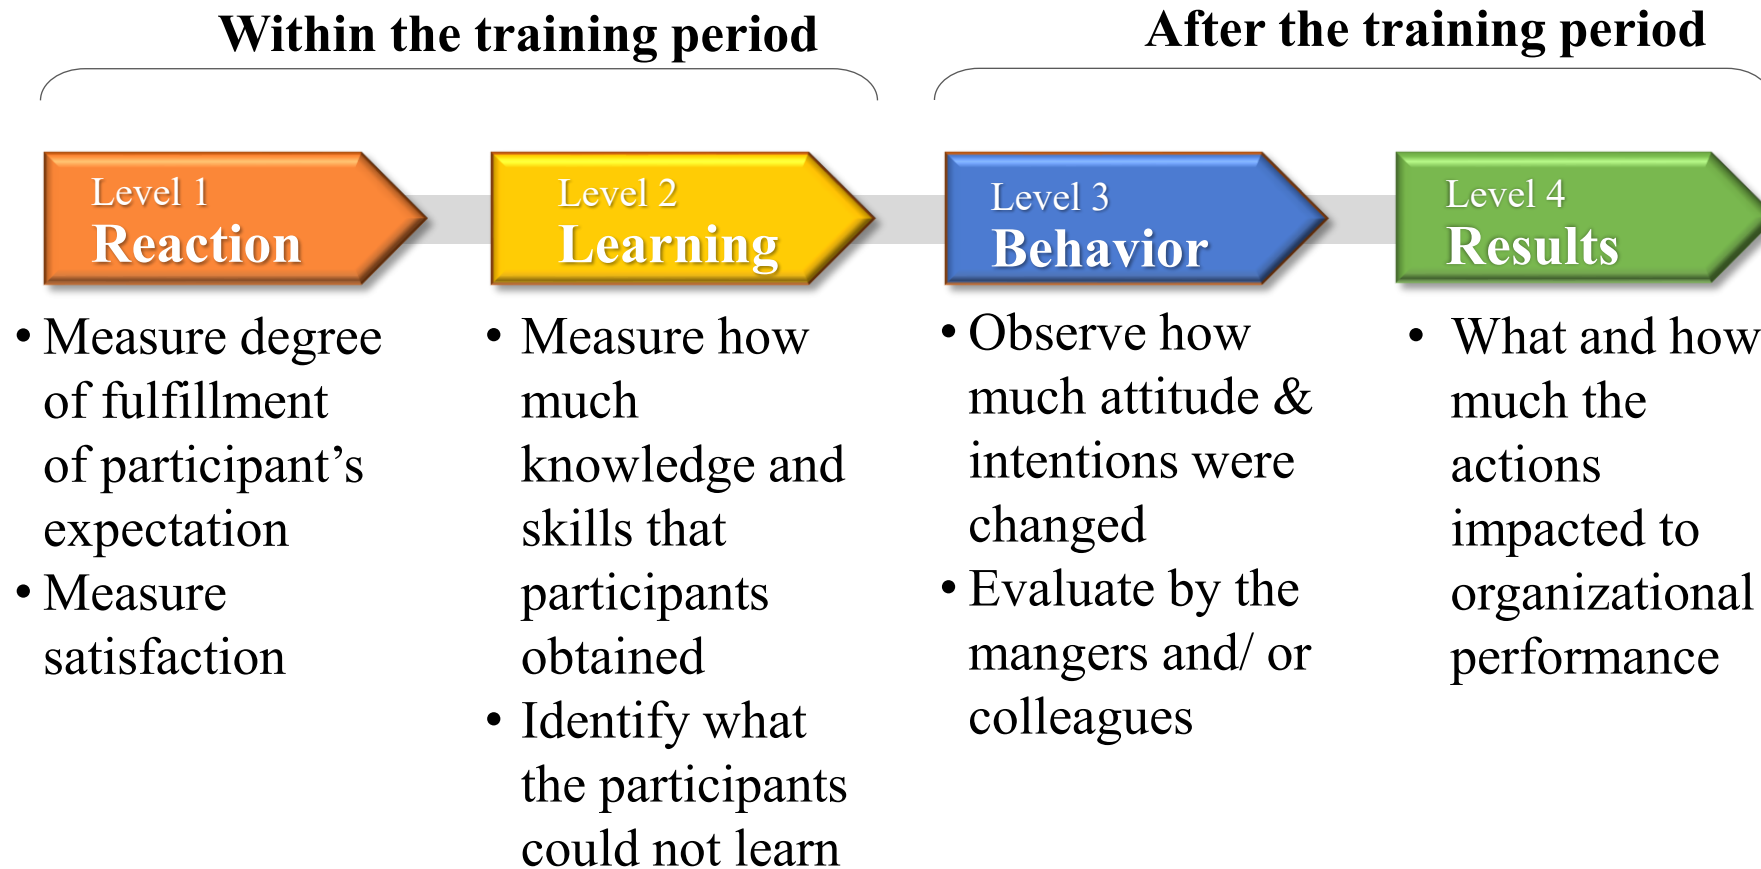 Within the training period
After the training period
Level 1
Reaction
Level 2
Learning
Level 3
Behavior
Level 4
Results
• Measure degree
of fulfillment
of participant’s
expectation
• Measure
satisfaction
• Measure how
much
knowledge and
skills that
participants
obtained
• Identify what
the participants
could not learn
• Observe how
much attitude &
intentions were
changed
• Evaluate by the
mangers and/ or
colleagues
• What and how
much the
actions
impacted to
organizational
performance